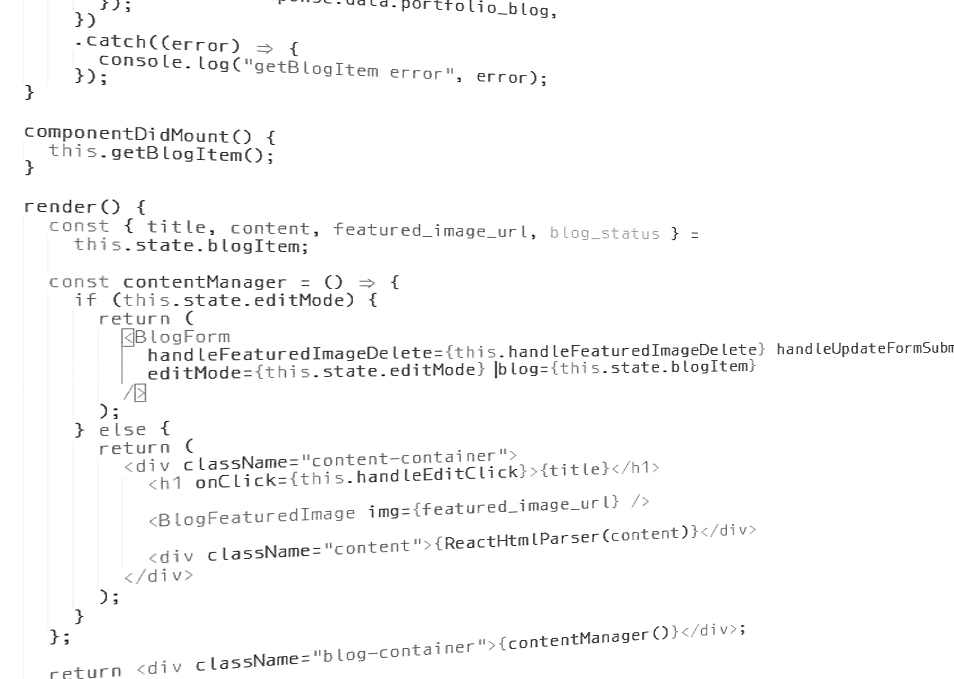 });
ponse.data.portfolio_blog,
})
.catch((error) => {
console.log("getBlogItem error", error);
});
}
componentDidMount() {
this.getBlogItem();
}
render() {
const { title, content, featured_image_url, blog_status } =
this.state.blogItem;
const contentManager = () => {
if (this.state.editMode) {
return (
<BlogForm
handleFeaturedImageDelete={this.handleFeaturedImageDelete} handleUpdateFormSubm
editMode={this.state.editMode} blog={this.state.blogItem}
/>
);
} else {
return (
<div className="content-container">
<h1 onClick={this.handleEditClick}>{title}</h1>
<BlogFeaturedImage img={featured_image_url} />
<div className="content">{ReactHtmlParser(content)}</div>
</div>
);
}
};
return <div className="blog-container">{contentManager()}</div>;